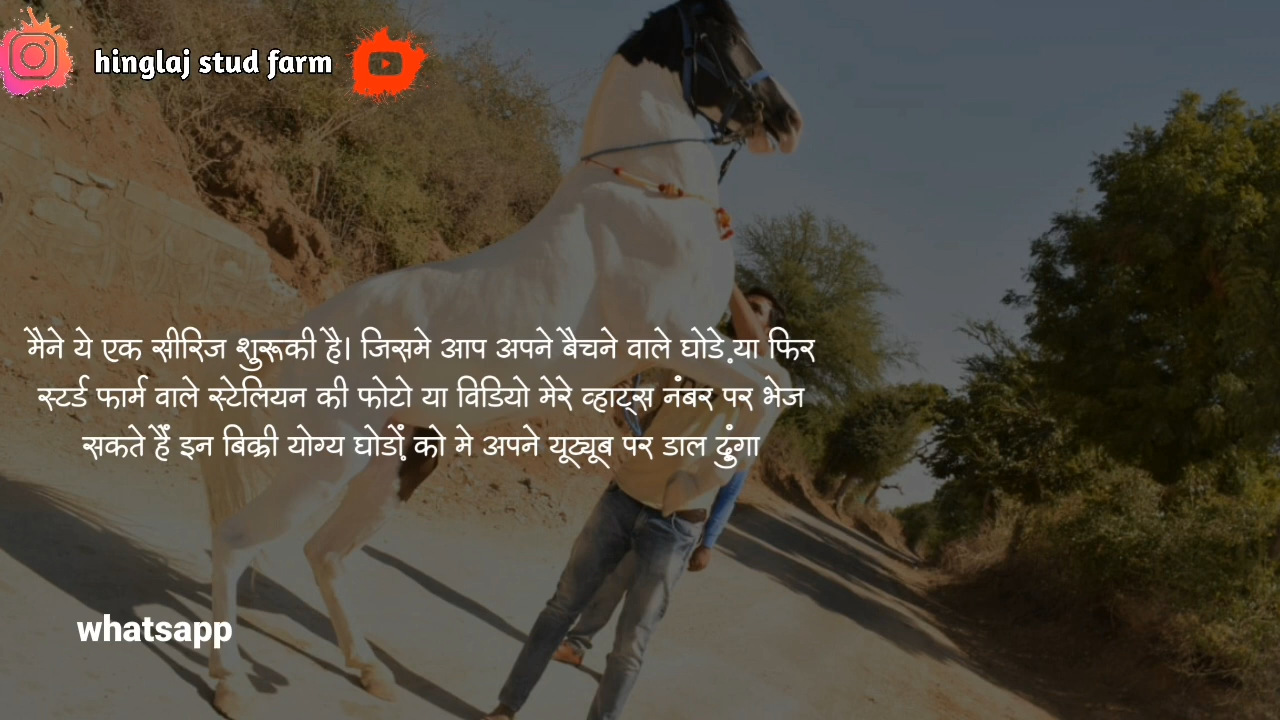 hinglaj stud farm
मैने ये एक सीरिज शुरूकी है। जिसमे आप अपने बैचने वाले घोडे़ या फिर
स्टर्ड फार्म वाले स्टेलियन की फोटो या विडियो मेरे व्हाट्स नंबर पर भेज
सकते हैं इन बिक्री योग्य घोडो़ं को मे अपने यूट्यूब पर डाल दुंगा
whatsapp